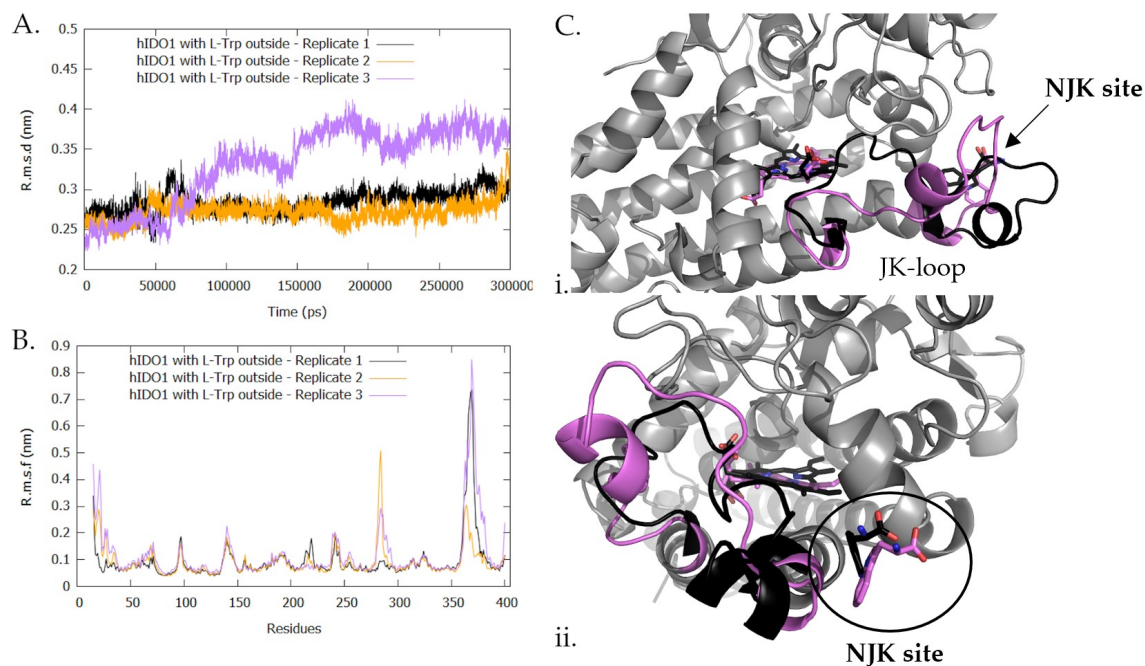 A.
0.5
0.45
0.4
0.35
0.3
0.25
0.2
R.m.s.d (nm)
hIDO1 with L-Trp outside - Replicate 1
hIDO1 with L-Trp outside - Replicate 2
hIDO1 with L-Trp outside - Replicate 3
0 50000 100000 150000 200000 250000 300000
Time (ps)
B.
0.9
0.8
0.7
0.6
0.5
0.4
0.3
0.2
0.1
0
R.m.s.f (nm)
hIDO1 with L-Trp outside - Replicate 1
hIDO1 with L-Trp outside - Replicate 2
hIDO1 with L-Trp outside - Replicate 3
0 50 100 150 200 250 300 350 400
Residues
C.
NJK site
JK-loop
i.
ii.
NJK site